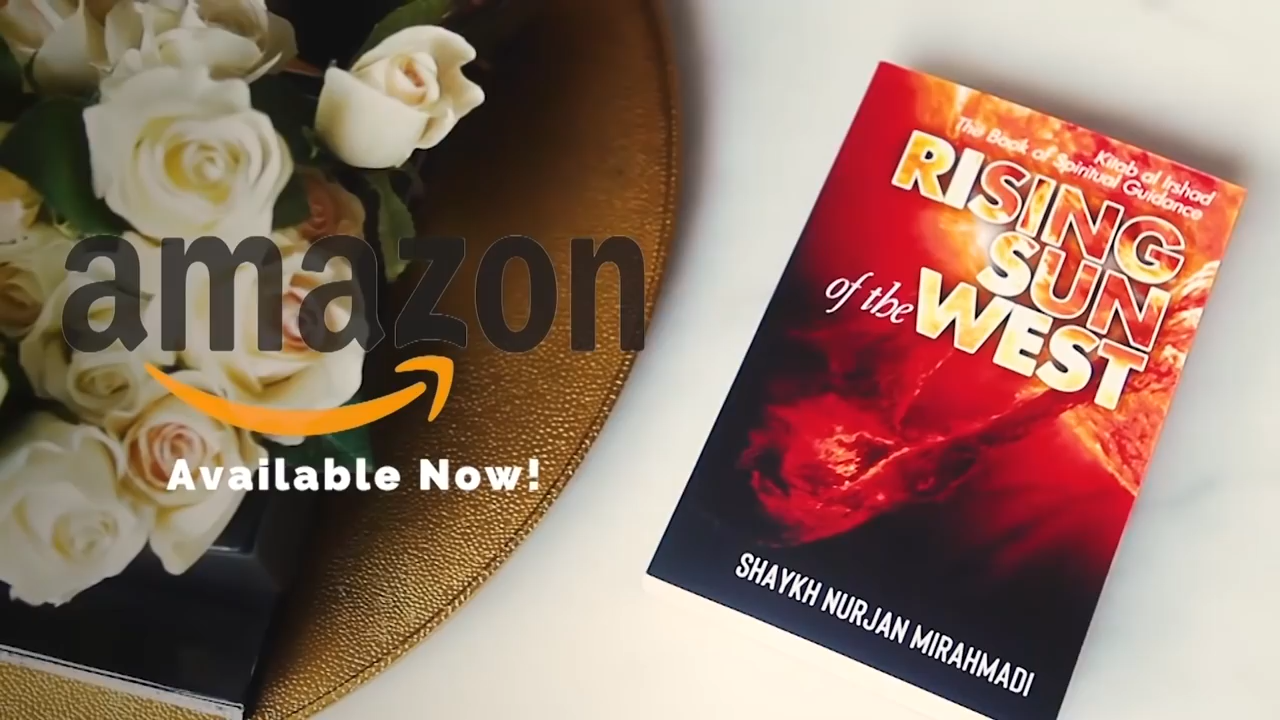 amazon
Available Now!
Kitab al Irshad
The Book of Spiritual Guidance
RISING
SUN
of the WEST
SHAYKH NURJAN MIRAHMADI